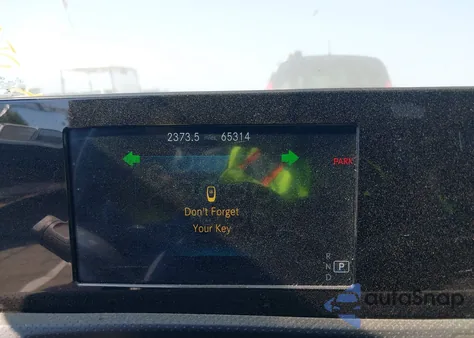 2373.5 65314
PARK
Don't Forget
Your Key
R
N P
D
autoSnap